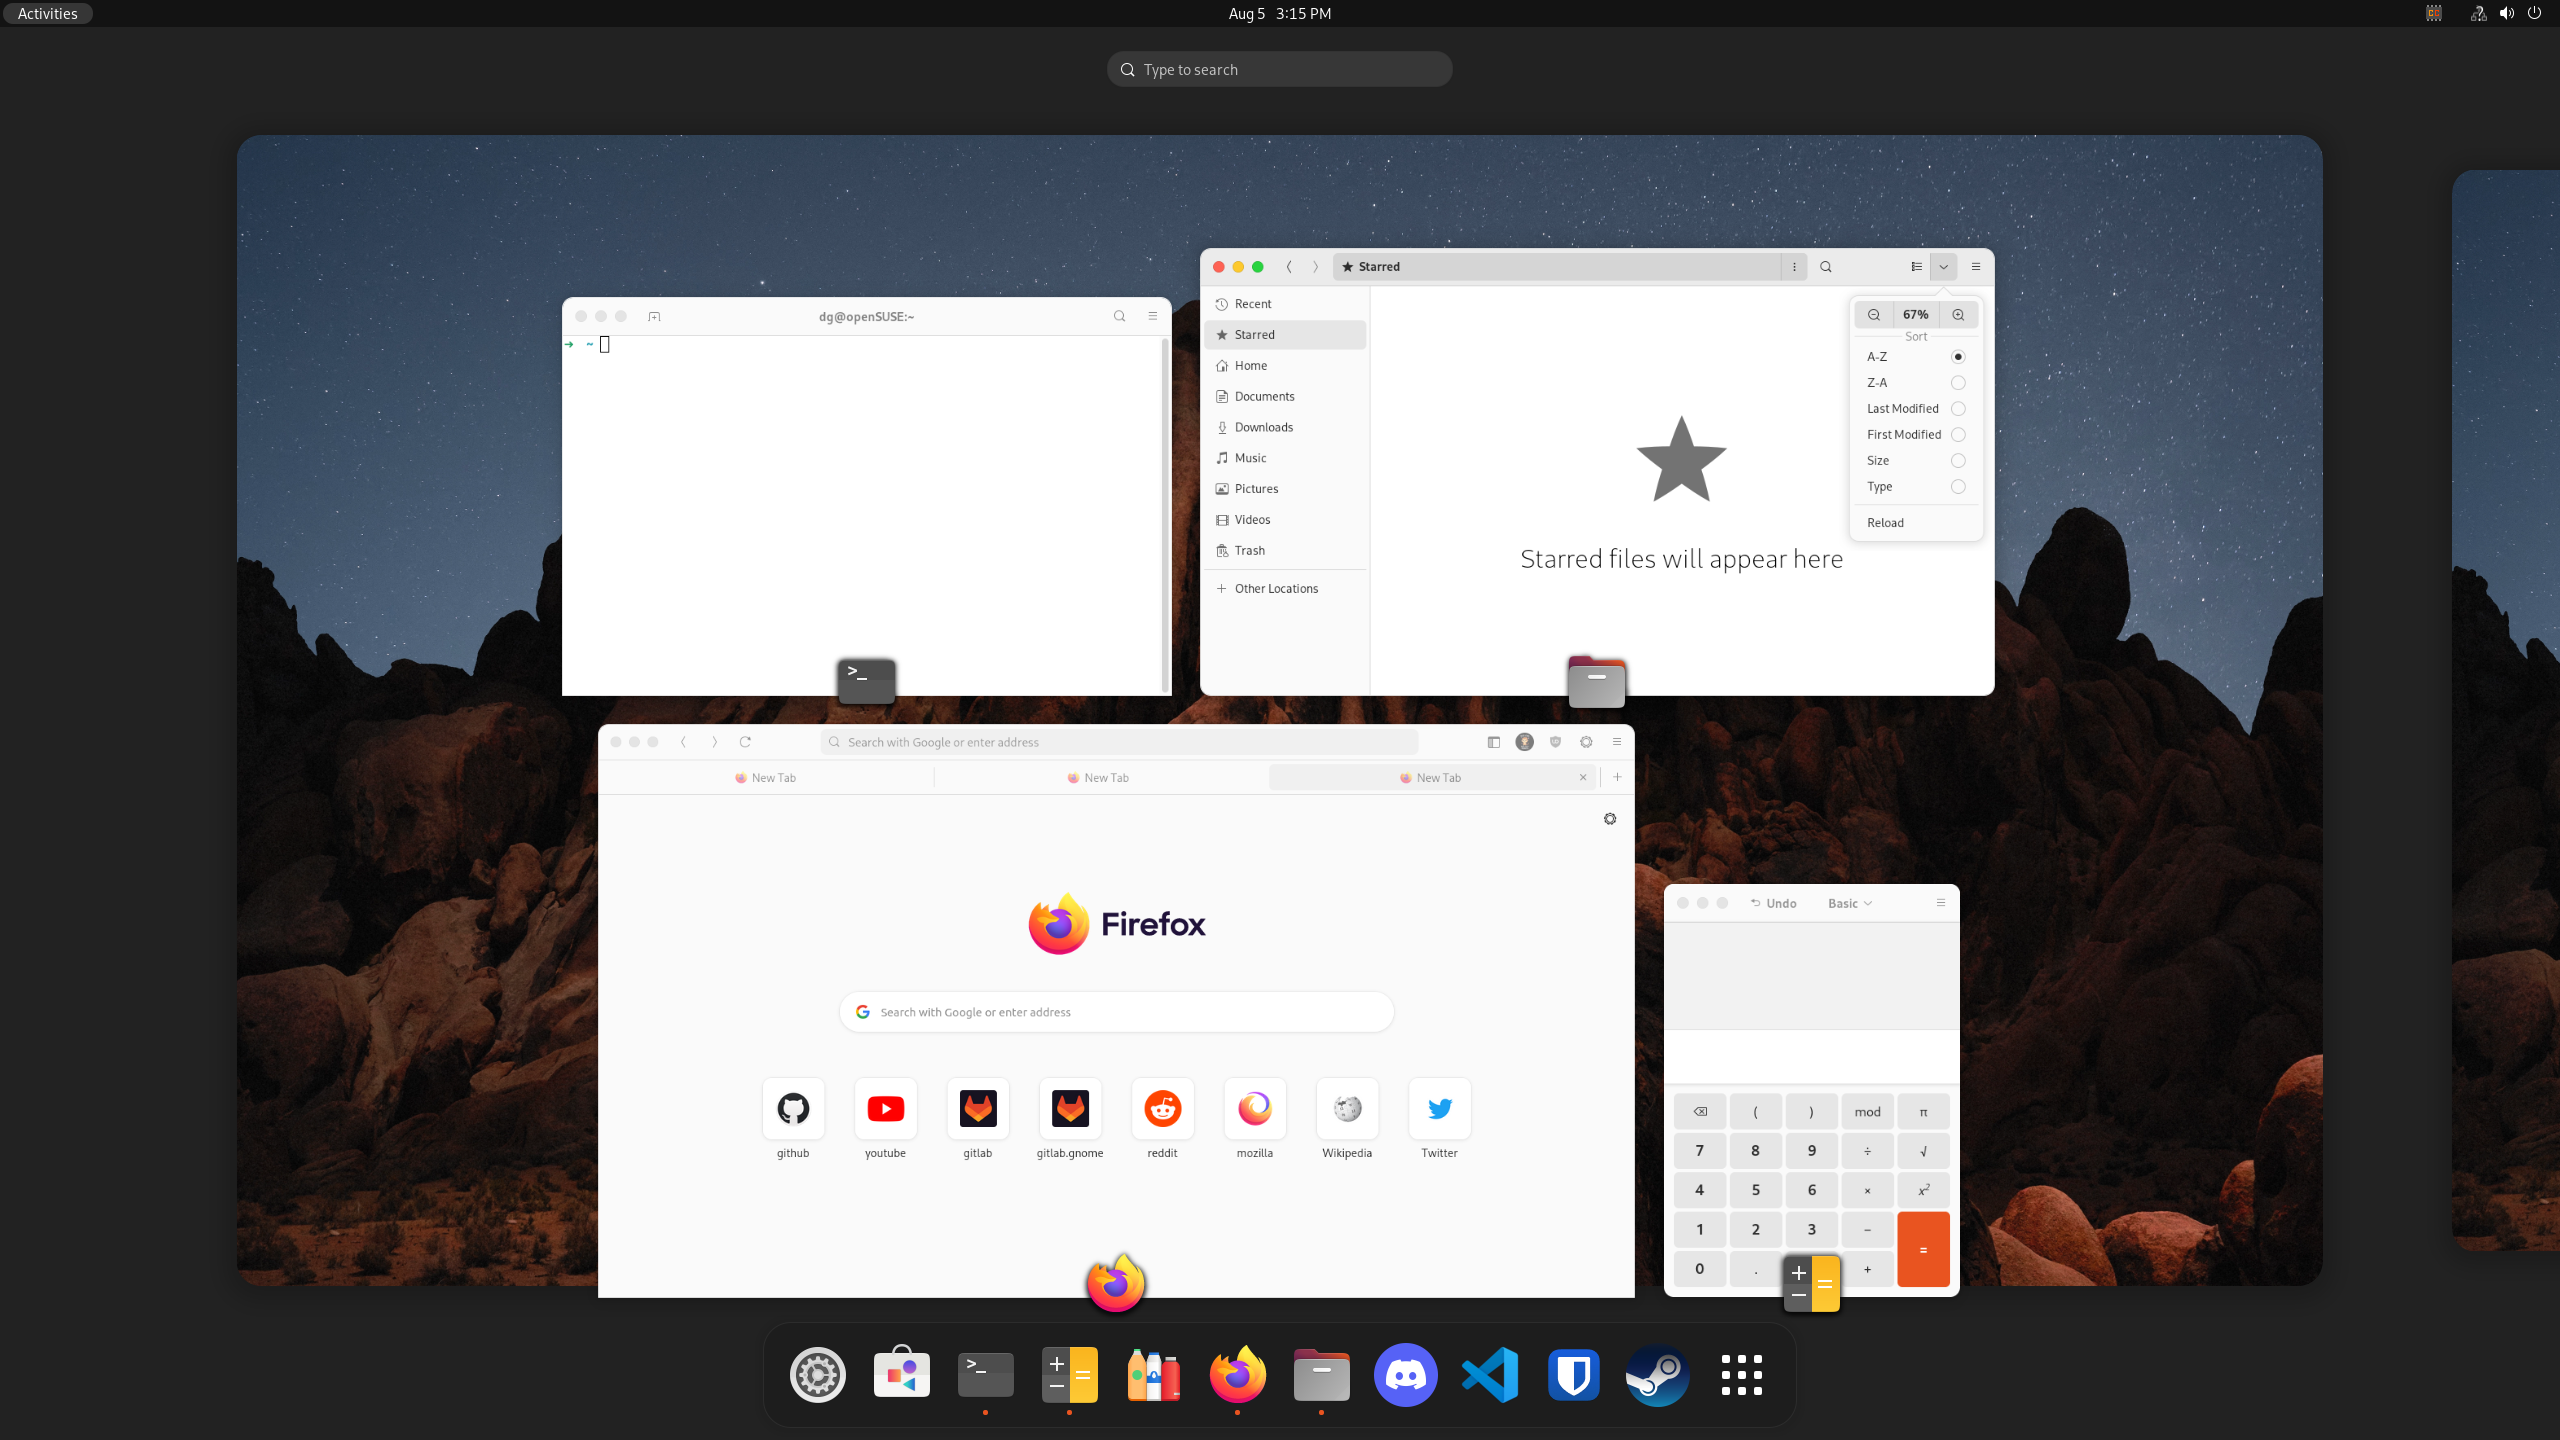 Activities
Aug 5 3:15 PM
Type to search
dg@openSUSE:~
➜ ~
Starred
Recent
Starred
Home
Documents
Downloads
Music
Pictures
Videos
Trash
Other Locations
Starred files will appear here
67%
Sort
A-Z
Z-A
Last Modified
First Modified
Size
Type
Reload
Search with Google or enter address
New Tab
New Tab
New Tab
Firefox
Search with Google or enter address
github
youtube
gitlab
gitlab.gnome
reddit
mozilla
Wikipedia
Twitter
Undo
Basic
( ) mod π
7 8 9 ÷ √
4 5 6 × x²
1 2 3 − =
0 . +